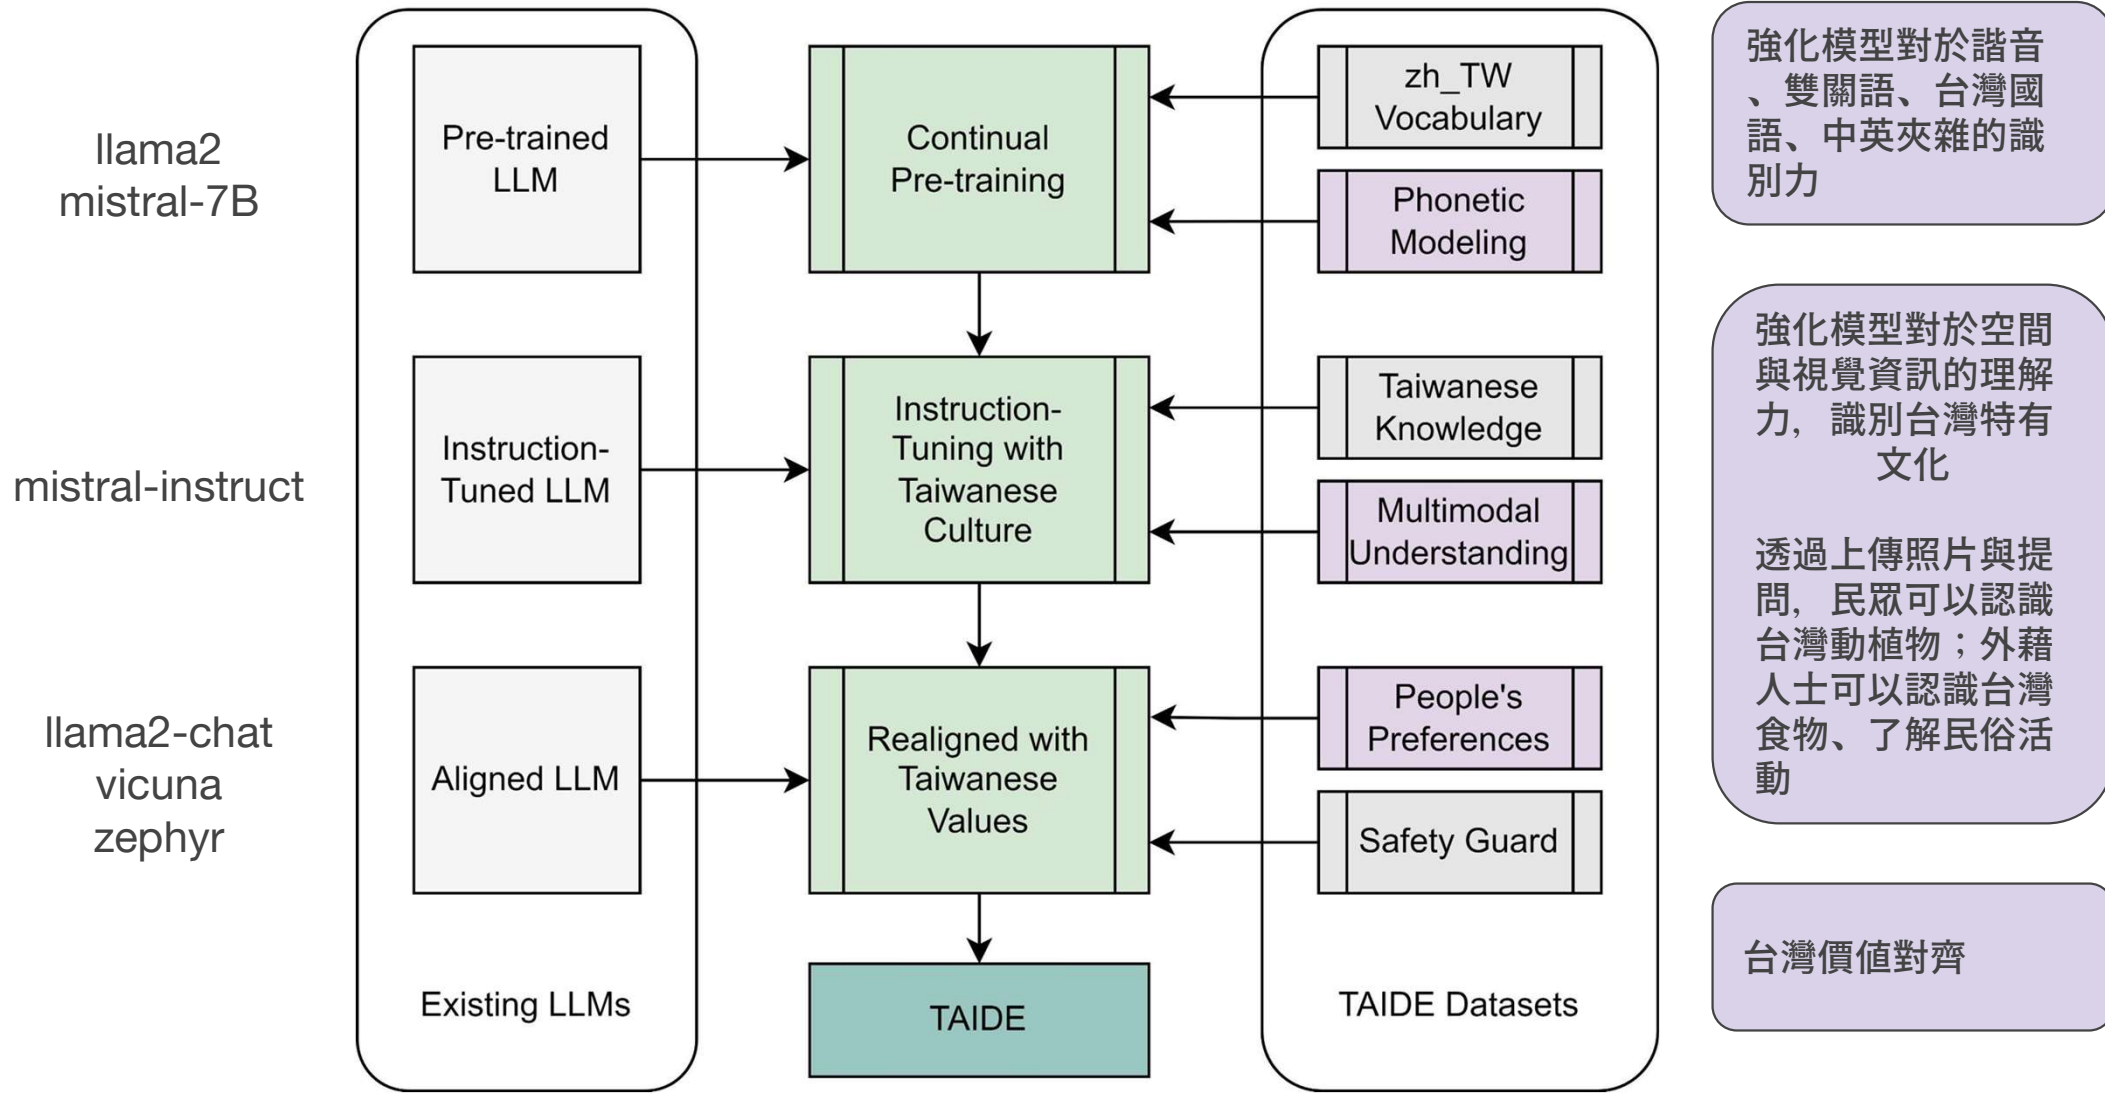 llama2
mistral-7B
mistral-instruct
llama2-chat
vicuna
zephyr
Pre-trained
LLM
Instruction-
Tuned LLM
Aligned LLM
Existing LLMs
Continual
Pre-training
Instruction-
Tuning with
Taiwanese
Culture
Realigned with
Taiwanese
Values
TAIDE
zh_TW
Vocabulary
Phonetic
Modeling
Taiwanese
Knowledge
Multimodal
Understanding
People's
Preferences
Safety Guard
TAIDE Datasets
強化模型對於諧音
、雙關語、台灣國
語、中英夾雜的識
別力
強化模型對於空間
與視覺資訊的理解
力，識別台灣特有
文化
透過上傳照片與提
問，民眾可以認識
台灣動植物；外藉
人士可以認識台灣
食物、了解民俗活
動
台灣價值對齊